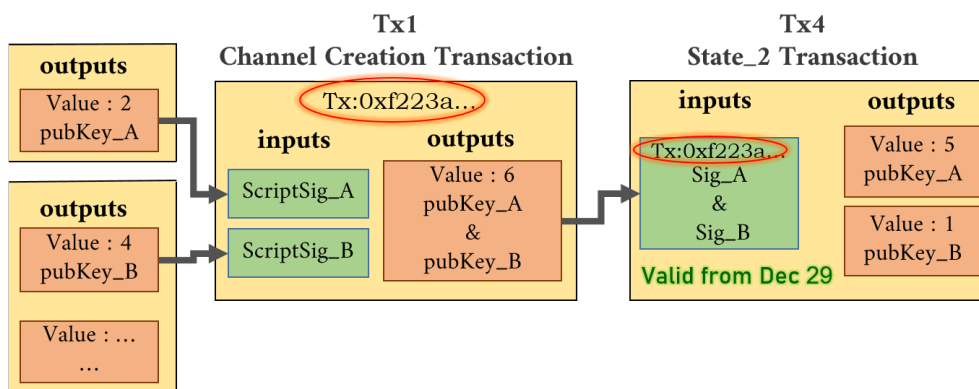 Tx1
Channel Creation Transaction
Tx4
State_2 Transaction
outputs
Value : 2
pubKey_A
outputs
Value : 4
pubKey_B
Value : ...
...
Tx:0xf223a...
inputs
ScriptSig_A
ScriptSig_B
outputs
Value : 6
pubKey_A
&
pubKey_B
inputs
Tx:0xf223a...
Sig_A
&
Sig_B
Valid from Dec 29
outputs
Value : 5
pubKey_A
Value : 1
pubKey_B